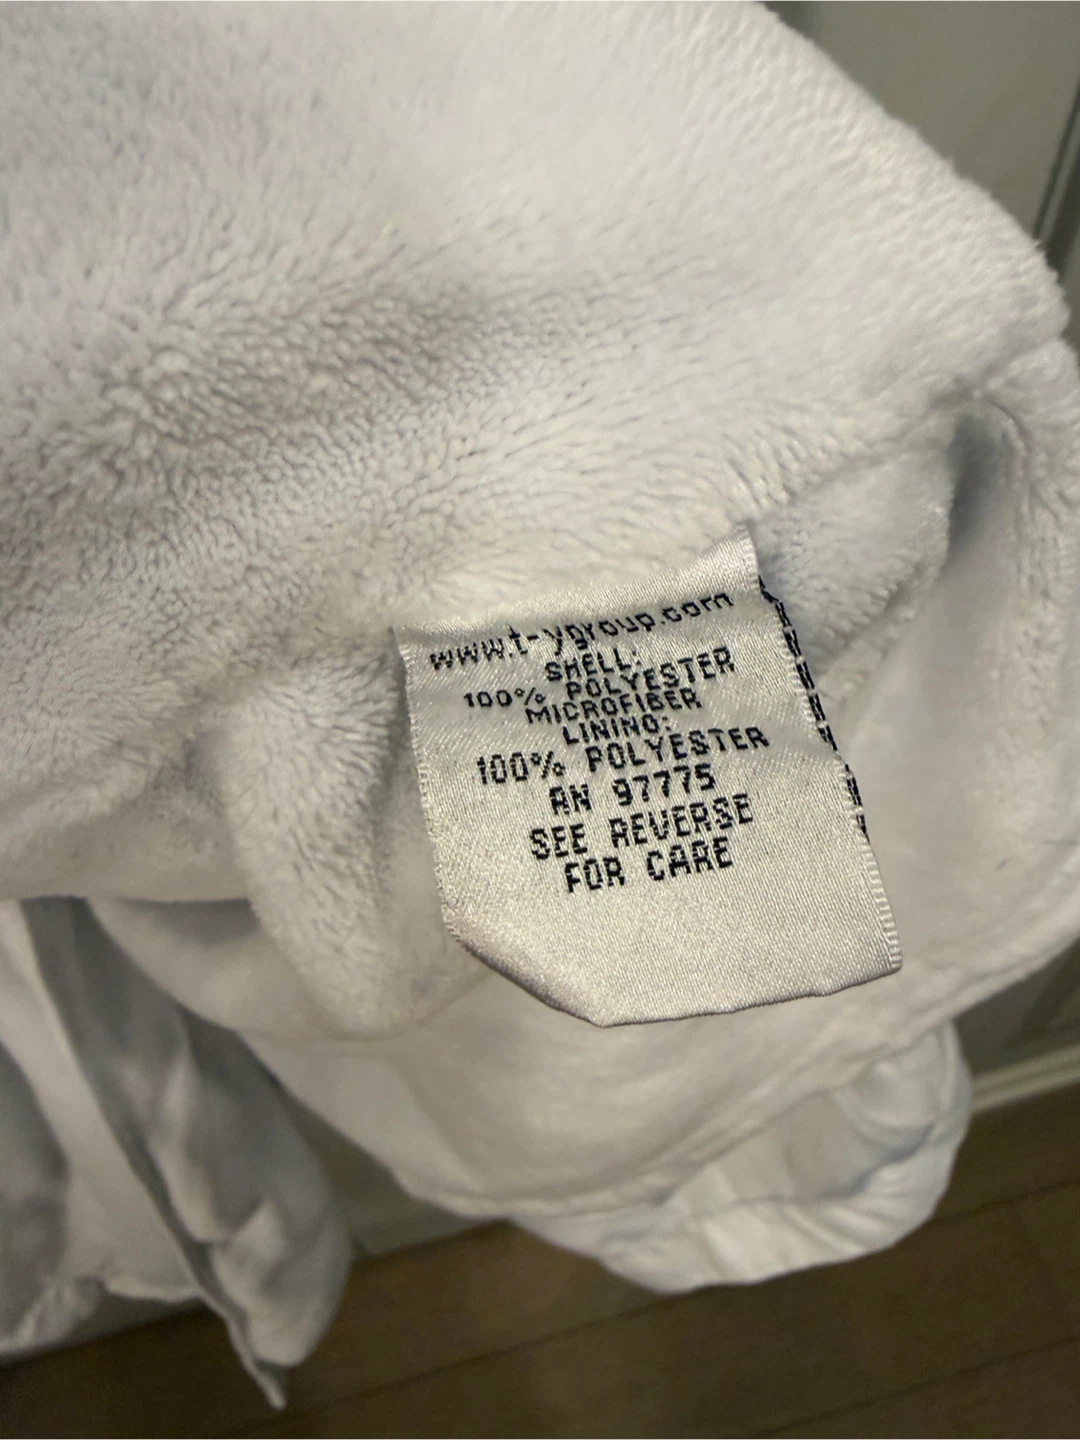 www.t-ygroup.com
SHELL:
100% POLYESTER
MICROFIBER
LINING:
100% POLYESTER
RN 97775
SEE REVERSE
FOR CARE